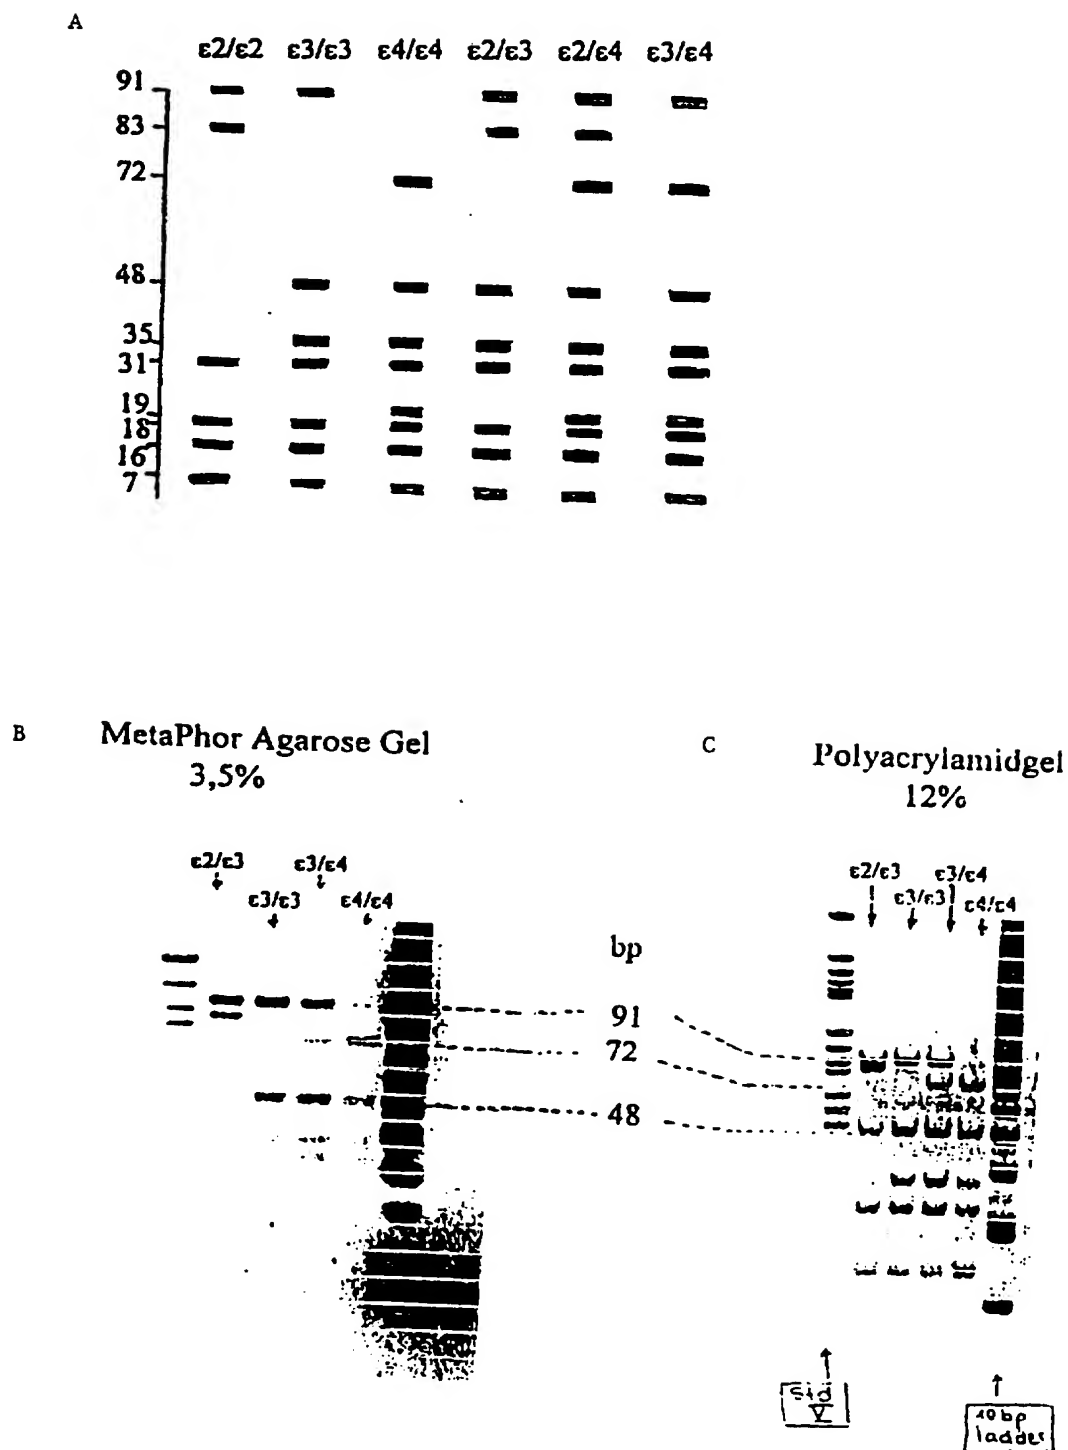 A
ε2/ε2 ε3/ε3 ε4/ε4 ε2/ε3 ε2/ε4 ε3/ε4
91
83
72
48
35
31
19
18
16
7
B
MetaPhor Agarose Gel
3,5%
ε2/ε3 ε3/ε4
ε3/ε3 ε4/ε4
bp
91
72
48
C
Polyacrylamidgel
12%
ε2/ε3 ε3/ε4
ε3/ε3 ε4/ε4
Std
V
10bp
ladder